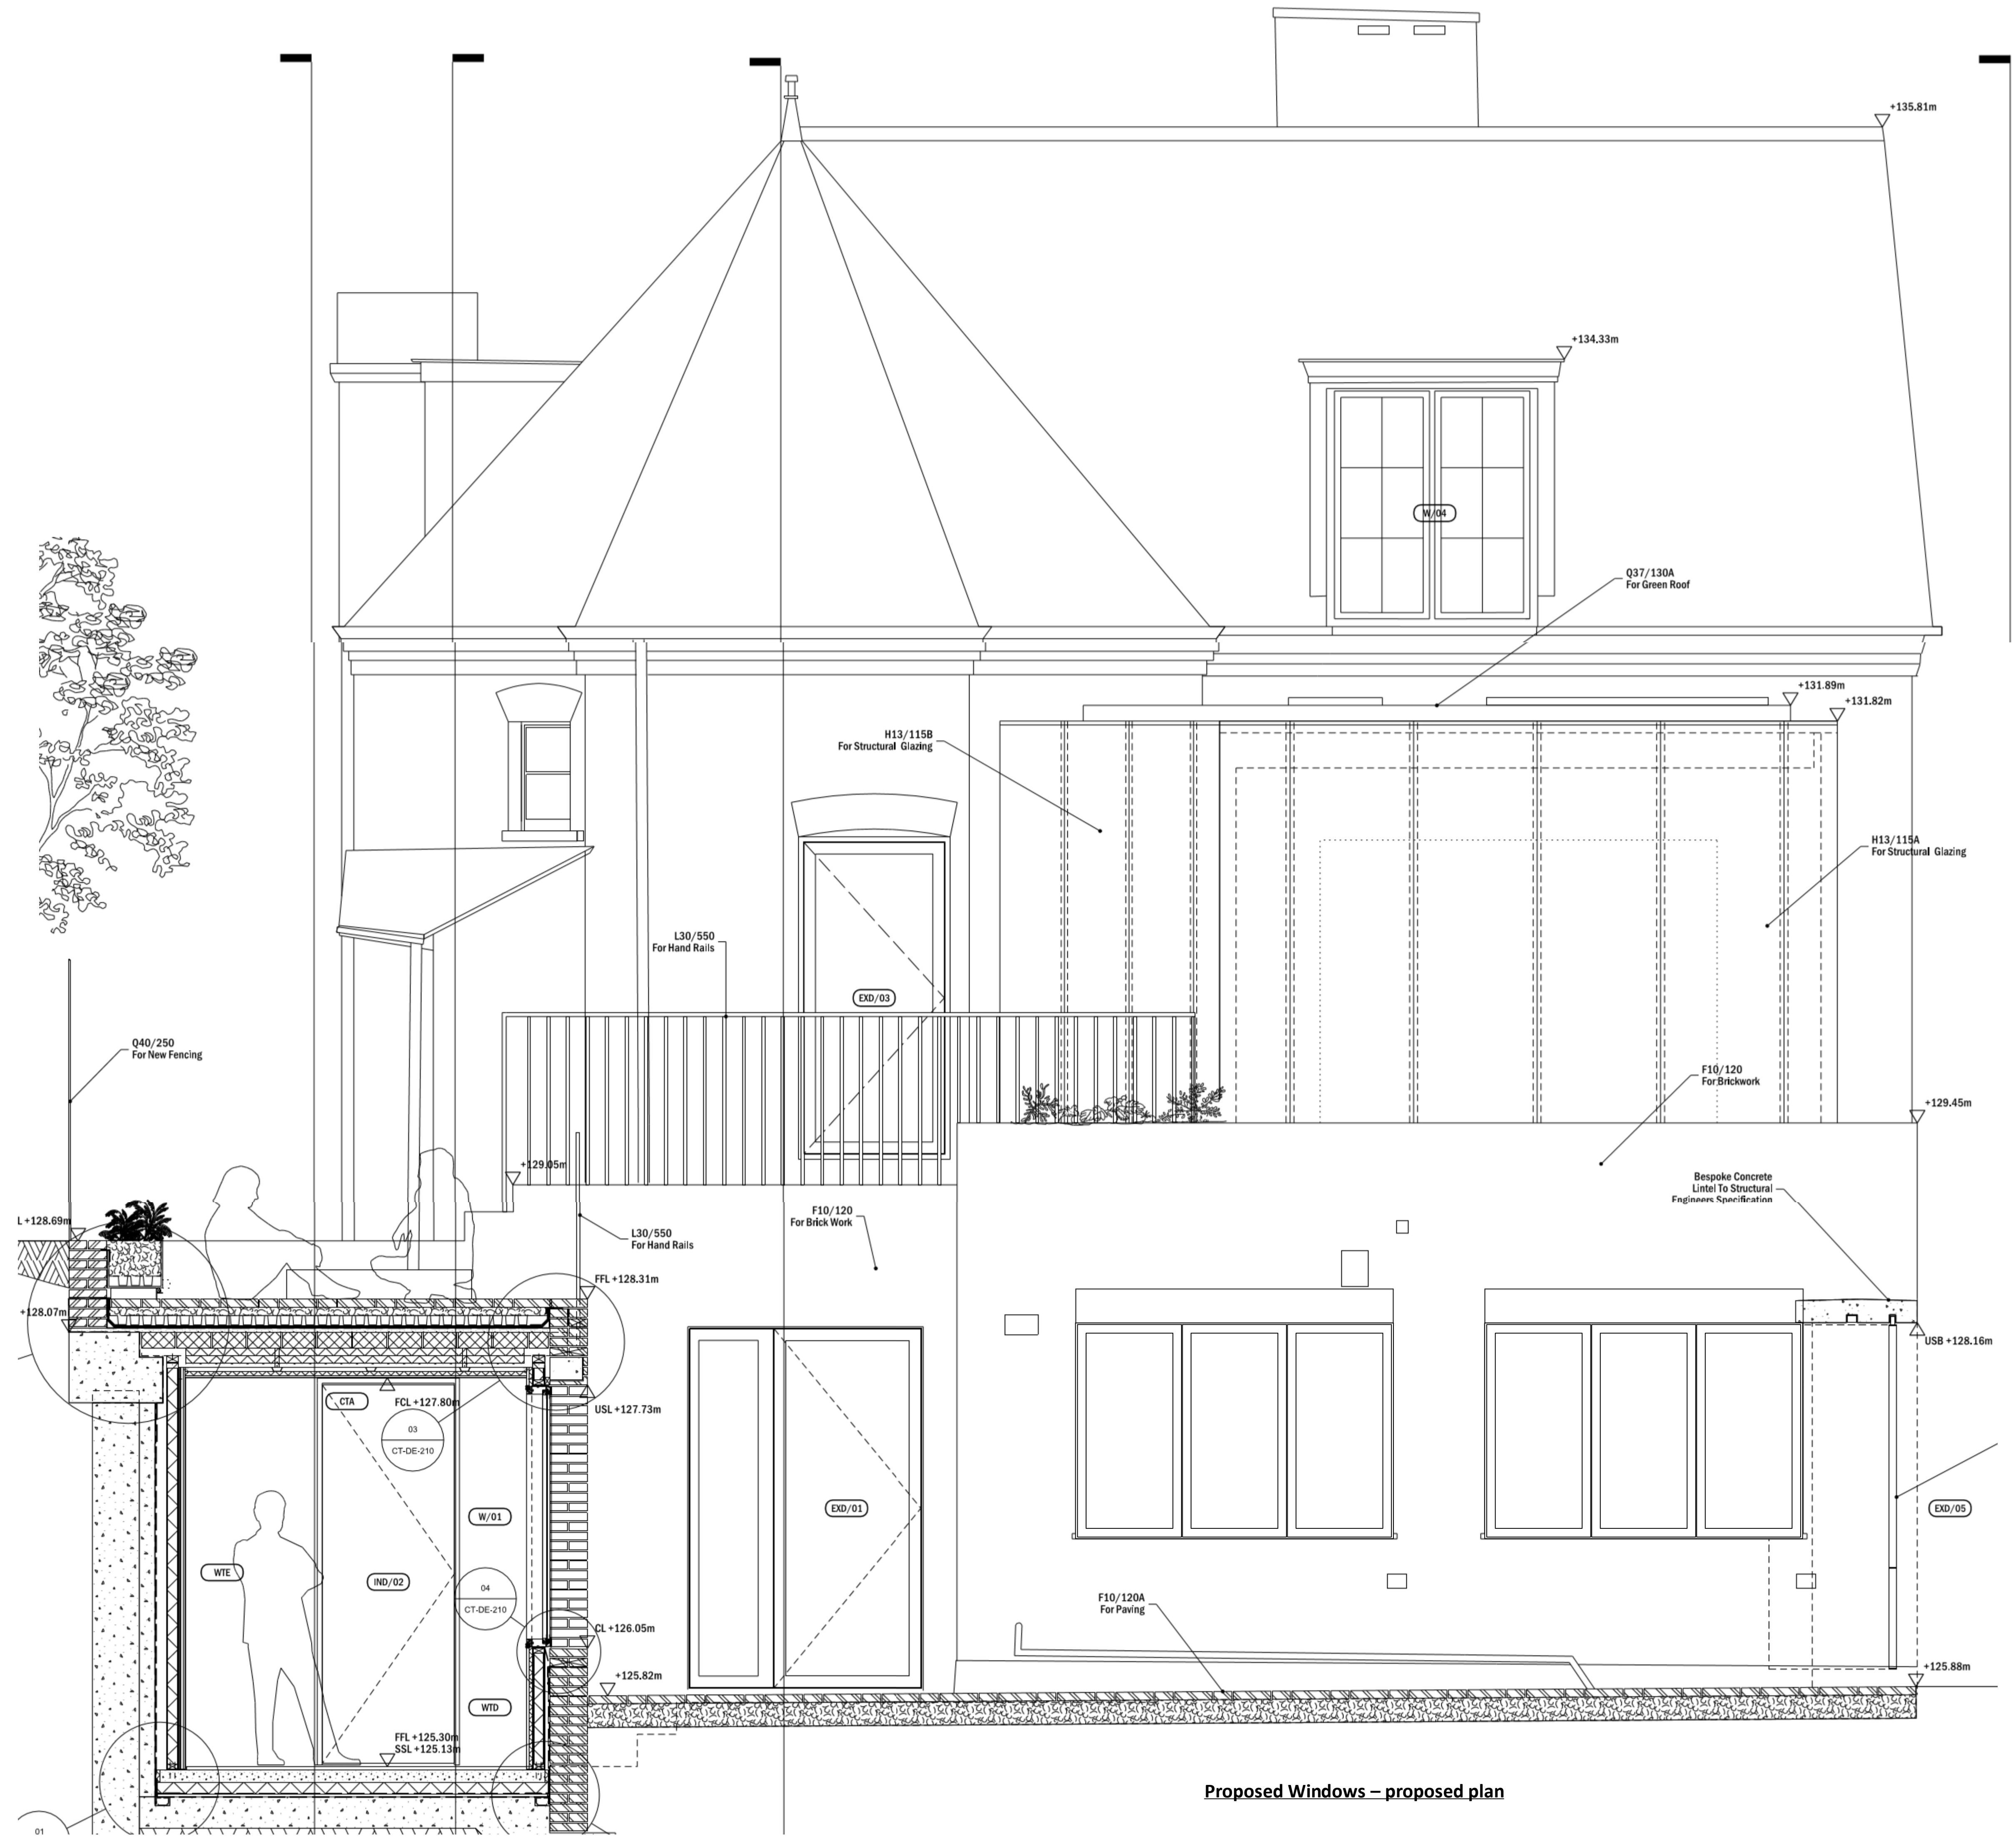 +135.81m
+134.33m
W/04
Q37/130A
For Green Roof
+131.89m
+131.82m
H13/115B
For Structural Glazing
H13/115A
For Structural Glazing
L30/550
For Hand Rails
EXD/03
Q40/250
For New Fencing
F10/120
For Brickwork
+129.45m
+129.05m
Bespoke Concrete
Lintel To Structural
Engineers Specification
L +128.69m
F10/120
For Brick Work
L30/550
For Hand Rails
FFL +128.31m
+128.07m
USB +128.16m
CTA
FCL +127.80m
USL +127.73m
03
CT-DE-210
W/01
EXD/01
EXD/05
WTE
IND/02
04
CT-DE-210
F10/120A
For Paving
CL +126.05m
+125.82m
+125.88m
WTD
FFL +125.30m
SSL +125.13m
Proposed Windows – proposed plan
01